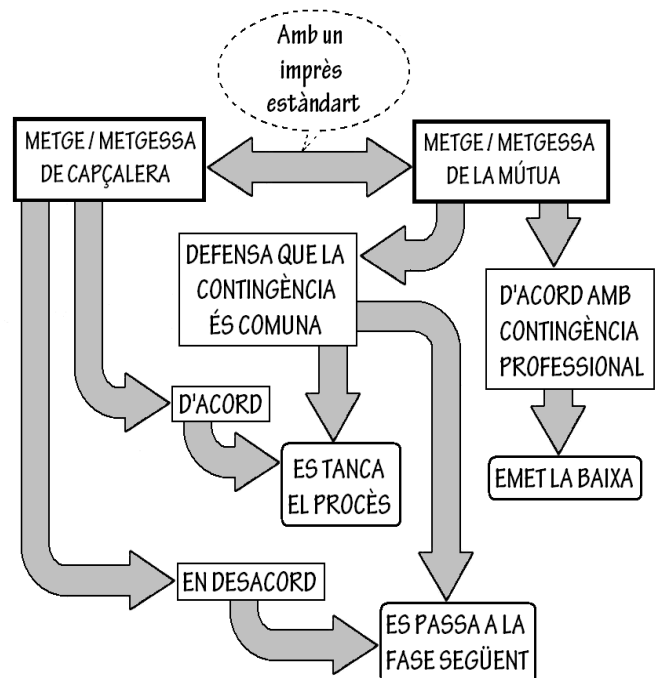 Amb un
imprès
estàndart
METGE / METGESSA
DE CAPÇALERA
METGE / METGESSA
DE LA MÚTUA
DEFENSA QUE LA
CONTINGÈNCIA
ÉS COMUNA
D'ACORD AMB
CONTINGÈNCIA
PROFESSIONAL
D'ACORD
ES TANCA
EL PROCÈS
EMET LA BAIXA
EN DESACORD
ES PASSA A LA
FASE SEGÜENT